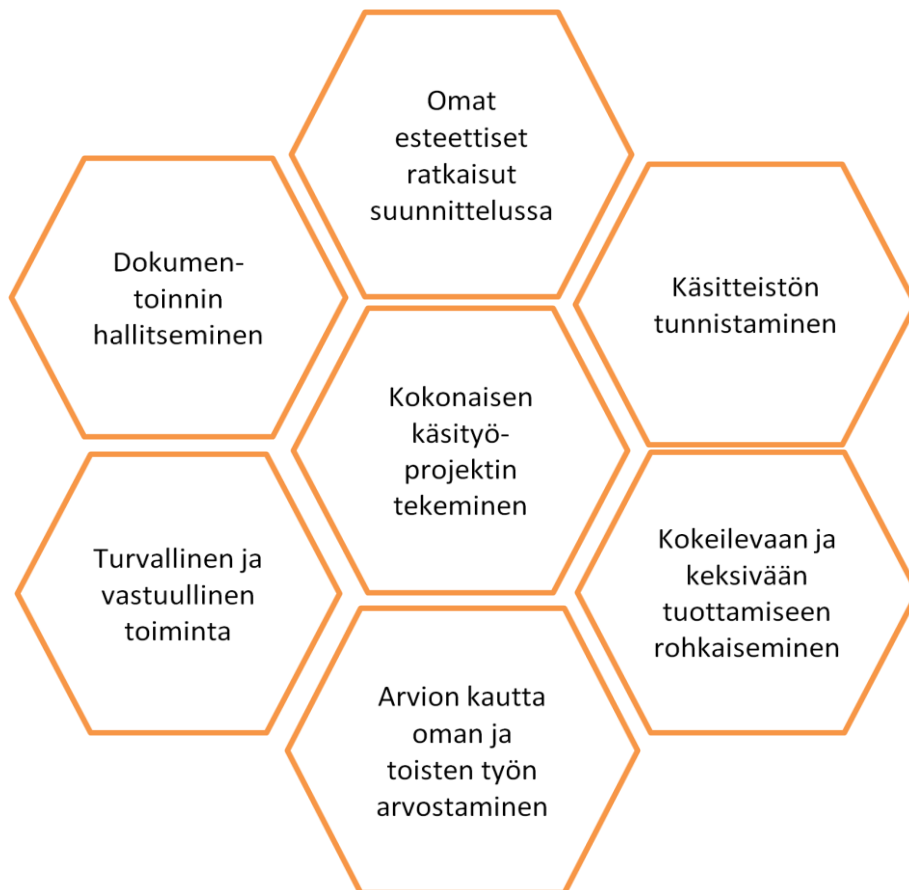 Omat
esteettiset
ratkaisut
suunnittelussa
Dokumen-
toinnin
hallitseminen
Käsitteistön
tunnistaminen
Kokonaisen
käsityö-
projektin
tekeminen
Turvallinen ja
vastuullinen
toiminta
Kokeilevaan ja
keksivään
tuottamiseen
rohkaiseminen
Arvion kautta
oman ja
toisten työn
arvostaminen